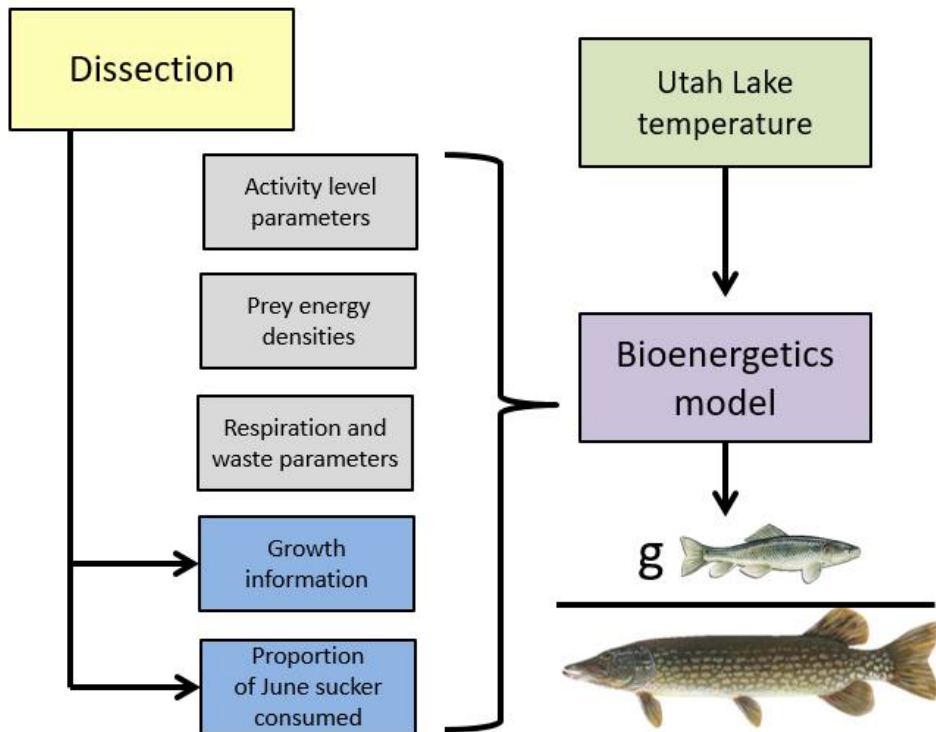 Dissection
Utah Lake
temperature
Activity level
parameters
Prey energy
densities
Bioenergetics
model
Respiration and
waste parameters
Growth
information
g
Proportion
of June sucker
consumed